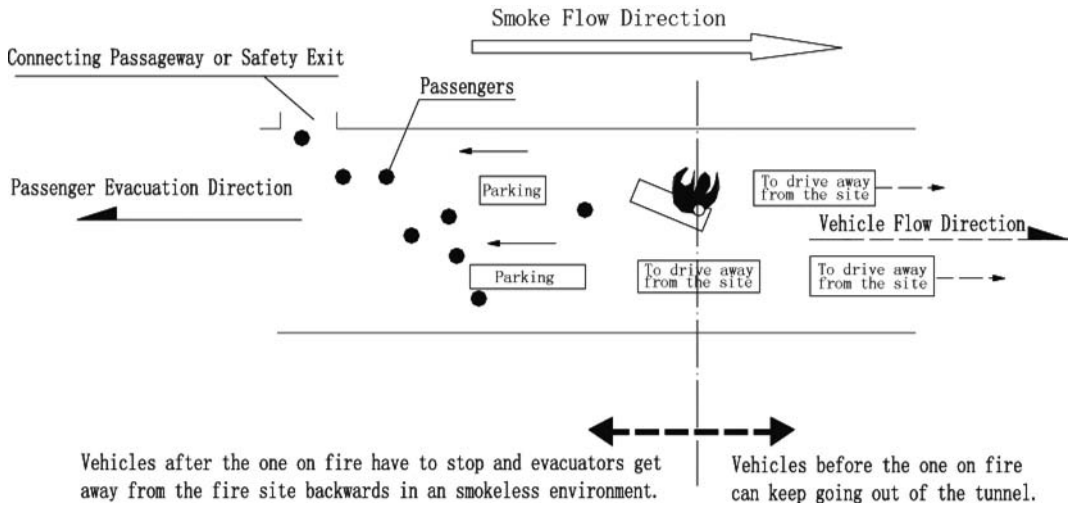 Smoke Flow Direction
Connecting Passageway or Safety Exit
Passengers
Passenger Evacuation Direction
Parking
To drive away
from the site
Vehicle Flow Direction
Parking
To drive away
from the site
To drive away
from the site
Vehicles after the one on fire have to stop and evacuators get
away from the fire site backwards in an smokeless environment.
Vehicles before the one on fire
can keep going out of the tunnel.